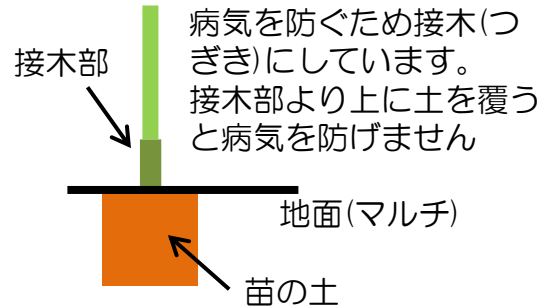 病気を防ぐため接木(つ
ぎき)にしています。
接木部より上に土を覆う
と病気を防げません
接木部
地面(マルチ)
苗の土